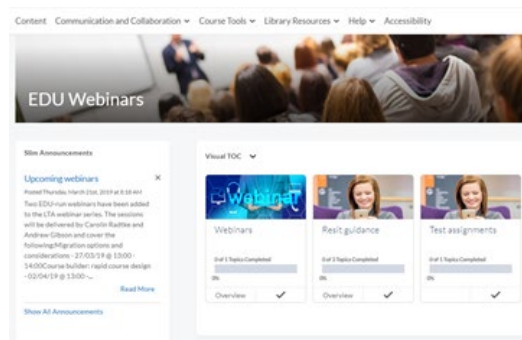 Content Communication and Collaboration Course Tools Library Resources Help Accessibility
EDU Webinars
Slim Announcements
Visual TOC
Upcoming webinars
Posted Thursday, March 21st, 2019 at 8:18 AM
Two EDU-run webinars have been added
to the LTA webinar series. The sessions
will be delivered by Carolin Radtke and
Andrew Gibson and cover the
following:Migration options and
considerations - 27/03/19 @ 13:00 -
14:00Course builder: rapid course design
- 02/04/19 @ 13:00 -...
Read More
Show All Announcements
webinar
Webinars
0 of 1 Topics Completed
0%
Overview
Resit guidance
0 of 1 Topics Completed
0%
Overview
Test assignments
0 of 1 Topics Completed
0%